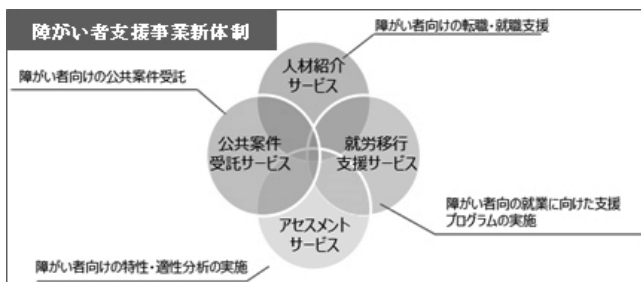 障がい者支援事業新体制
障がい者向けの転職・就職支援
人材紹介
サービス
障がい者向けの公共案件受託
公共案件
受託サービス
就労移行
支援サービス
障がい者向の就業に向けた支援
プログラムの実施
アセスメント
サービス
障がい者向けの特性・適性分析の実施